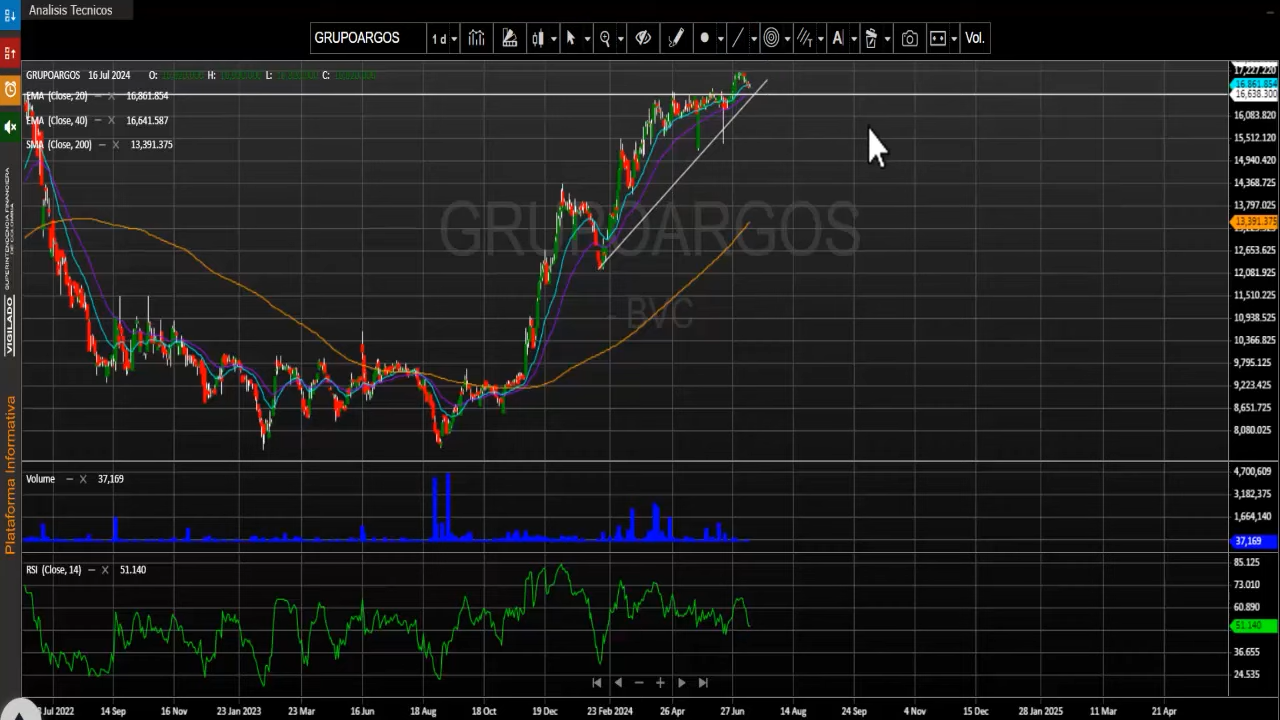 Analisis Tecnicos
GRUPOARGOS 1 d A Vol.
GRUPOARGOS 16 Jul 2024 O: H: L: C:
EMA (Close, 20) – X 16,861.854
EMA (Close, 40) – X 16,641.587
SMA (Close, 200) – X 13,391.375
GRUPOARGOS
- BVC
17,227.220
16,861.854
16,638.300
16,083.820
15,512.120
14,940.420
14,368.725
13,797.025
13,391.375
12,653.625
12,081.925
11,510.225
10,938.525
10,366.825
9,795.125
9,223.425
8,651.725
8,080.025
Volume – X 37,169
4,700,609
3,182,375
1,664,140
37,169
RSI (Close, 14) – X 51.140
85.125
73.010
60.890
51.140
36.655
24.535
Jul 2022 14 Sep 16 Nov 23 Jan 2023 23 Mar 16 Jun 18 Aug 18 Oct 19 Dec 23 Feb 2024 26 Apr 27 Jun 14 Aug 24 Sep 4 Nov 15 Dec 28 Jan 2025 11 Mar 21 Apr
VIGILADO
SUPERINTENDENCIA FINANCIERA
DE COLOMBIA
Plataforma Informativa